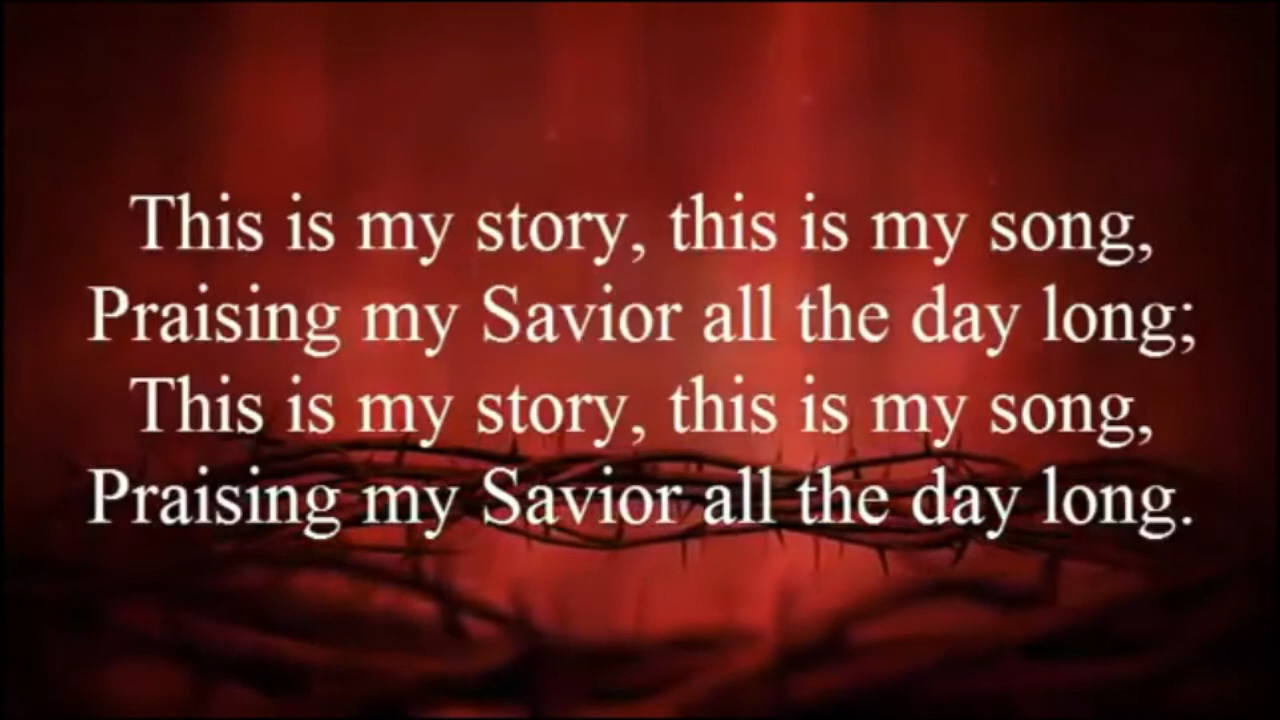 This is my story, this is my song,
Praising my Savior all the day long;
This is my story, this is my song,
Praising my Savior all the day long.